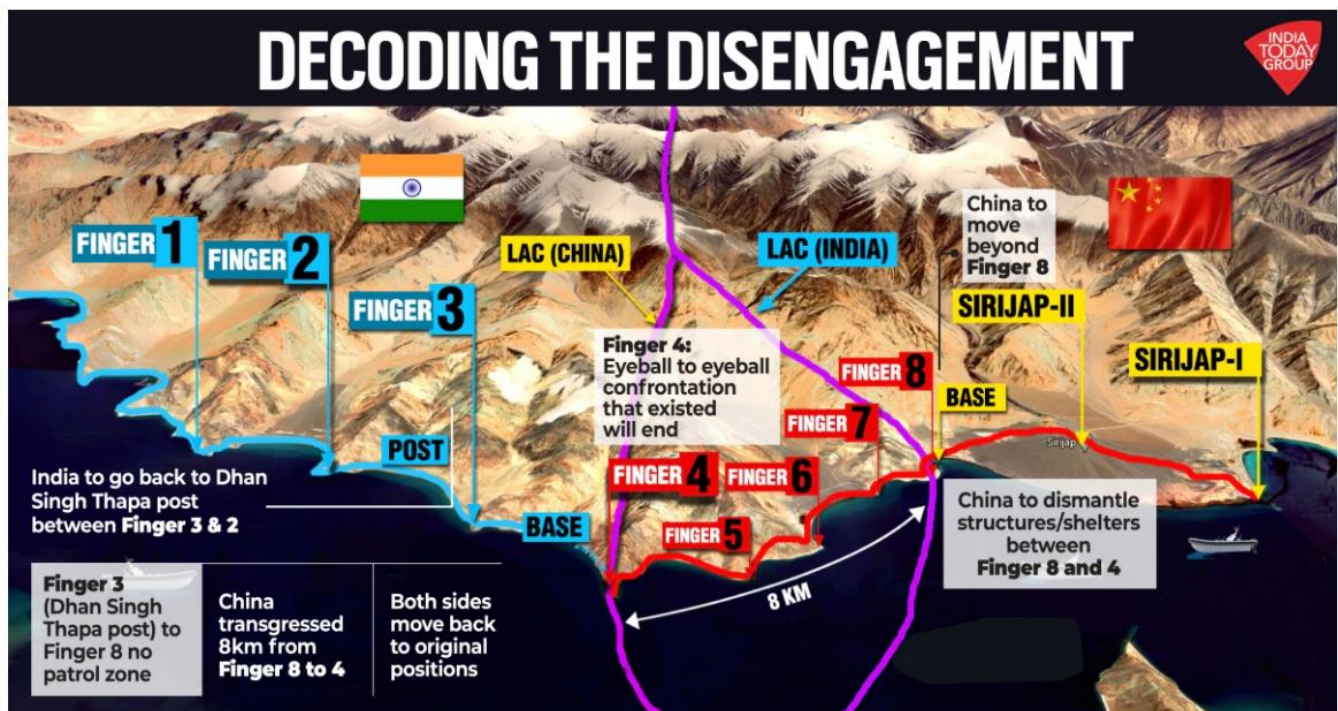 DECODING THE DISENGAGEMENT
INDIA
TODAY
GROUP
FINGER 1
FINGER 2
FINGER 3
LAC (CHINA)
LAC (INDIA)
China to
move
beyond
Finger 8
SIRIJAP-II
SIRIJAP-I
Finger 4:
Eyeball to eyeball
confrontation
that existed
will end
FINGER 8
BASE
FINGER 7
POST
Sirijap
FINGER 4
FINGER 6
FINGER 5
BASE
India to go back to Dhan
Singh Thapa post
between Finger 3 & 2
China to dismantle
structures/shelters
between
Finger 8 and 4
8 KM
Finger 3
(Dhan Singh
Thapa post) to
Finger 8 no
patrol zone
China
transgressed
8km from
Finger 8 to 4
Both sides
move back
to original
positions